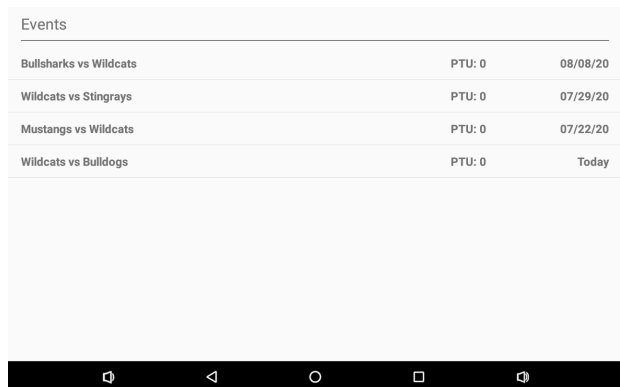 Events
Bullsharks vs Wildcats PTU: 0 08/08/20
Wildcats vs Stingrays PTU: 0 07/29/20
Mustangs vs Wildcats PTU: 0 07/22/20
Wildcats vs Bulldogs PTU: 0 Today